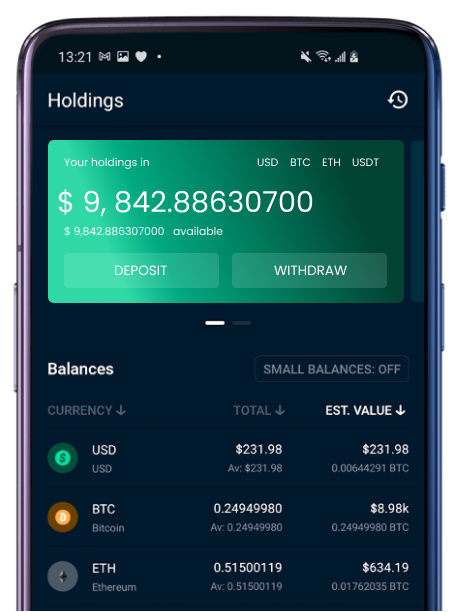 13:21
Holdings
Your holdings in USD BTC ETH USDT
$ 9, 842.88630700
$ 9,842.886307000 available
DEPOSIT WITHDRAW
Balances SMALL BALANCES: OFF
CURRENCY ↓ TOTAL ↓ EST. VALUE ↓
USD $231.98 $231.98
USD Av: $231.98 0.00644291 BTC
BTC 0.24949980 $8.98k
Bitcoin Av: 0.24949980 0.24949980 BTC
ETH 0.51500119 $634.19
Ethereum Av: 0.51500119 0.01762035 BTC